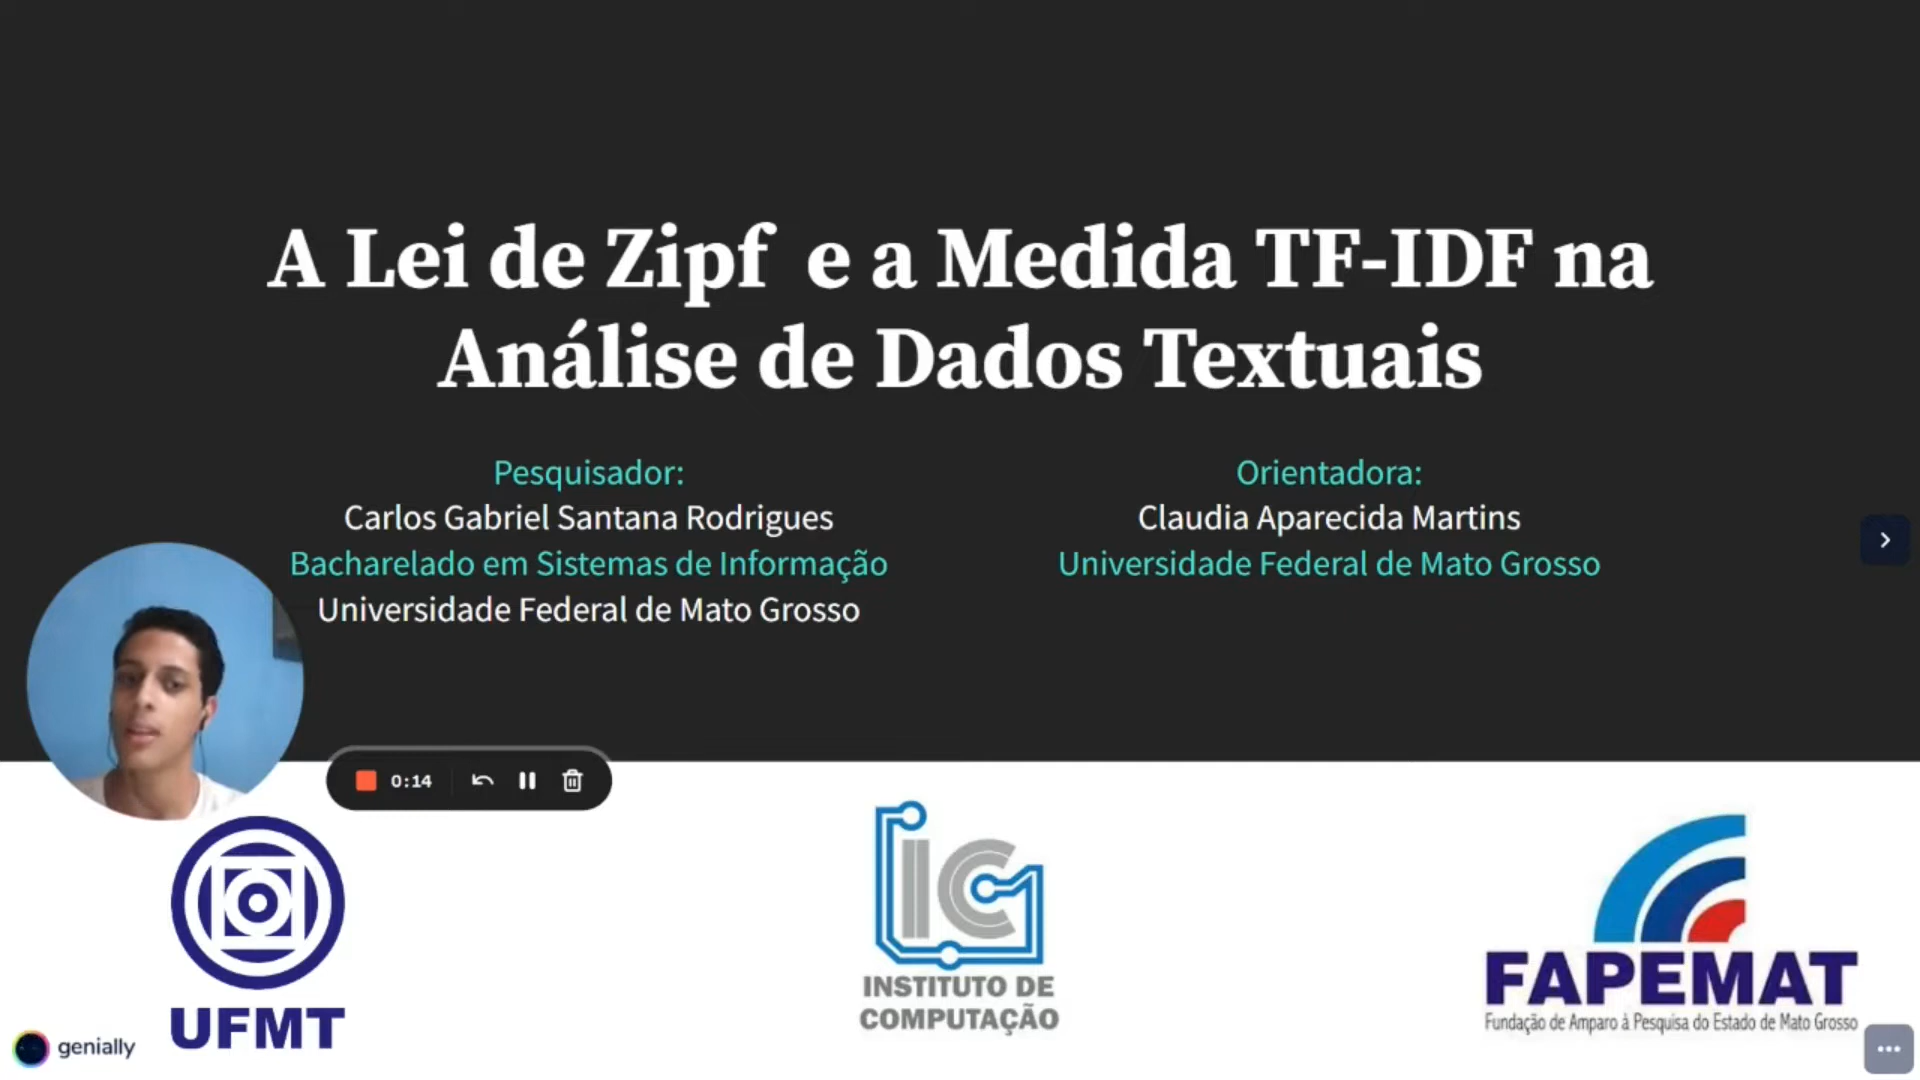 A Lei de Zipf e a Medida TF-IDF na
Análise de Dados Textuais
Pesquisador:
Carlos Gabriel Santana Rodrigues
Bacharelado em Sistemas de Informação
Universidade Federal de Mato Grosso
Orientadora:
Claudia Aparecida Martins
Universidade Federal de Mato Grosso
0:14
UFMT
IC
INSTITUTO DE
COMPUTAÇÃO
FAPEMAT
Fundação de Amparo à Pesquisa do Estado de Mato Grosso
genially